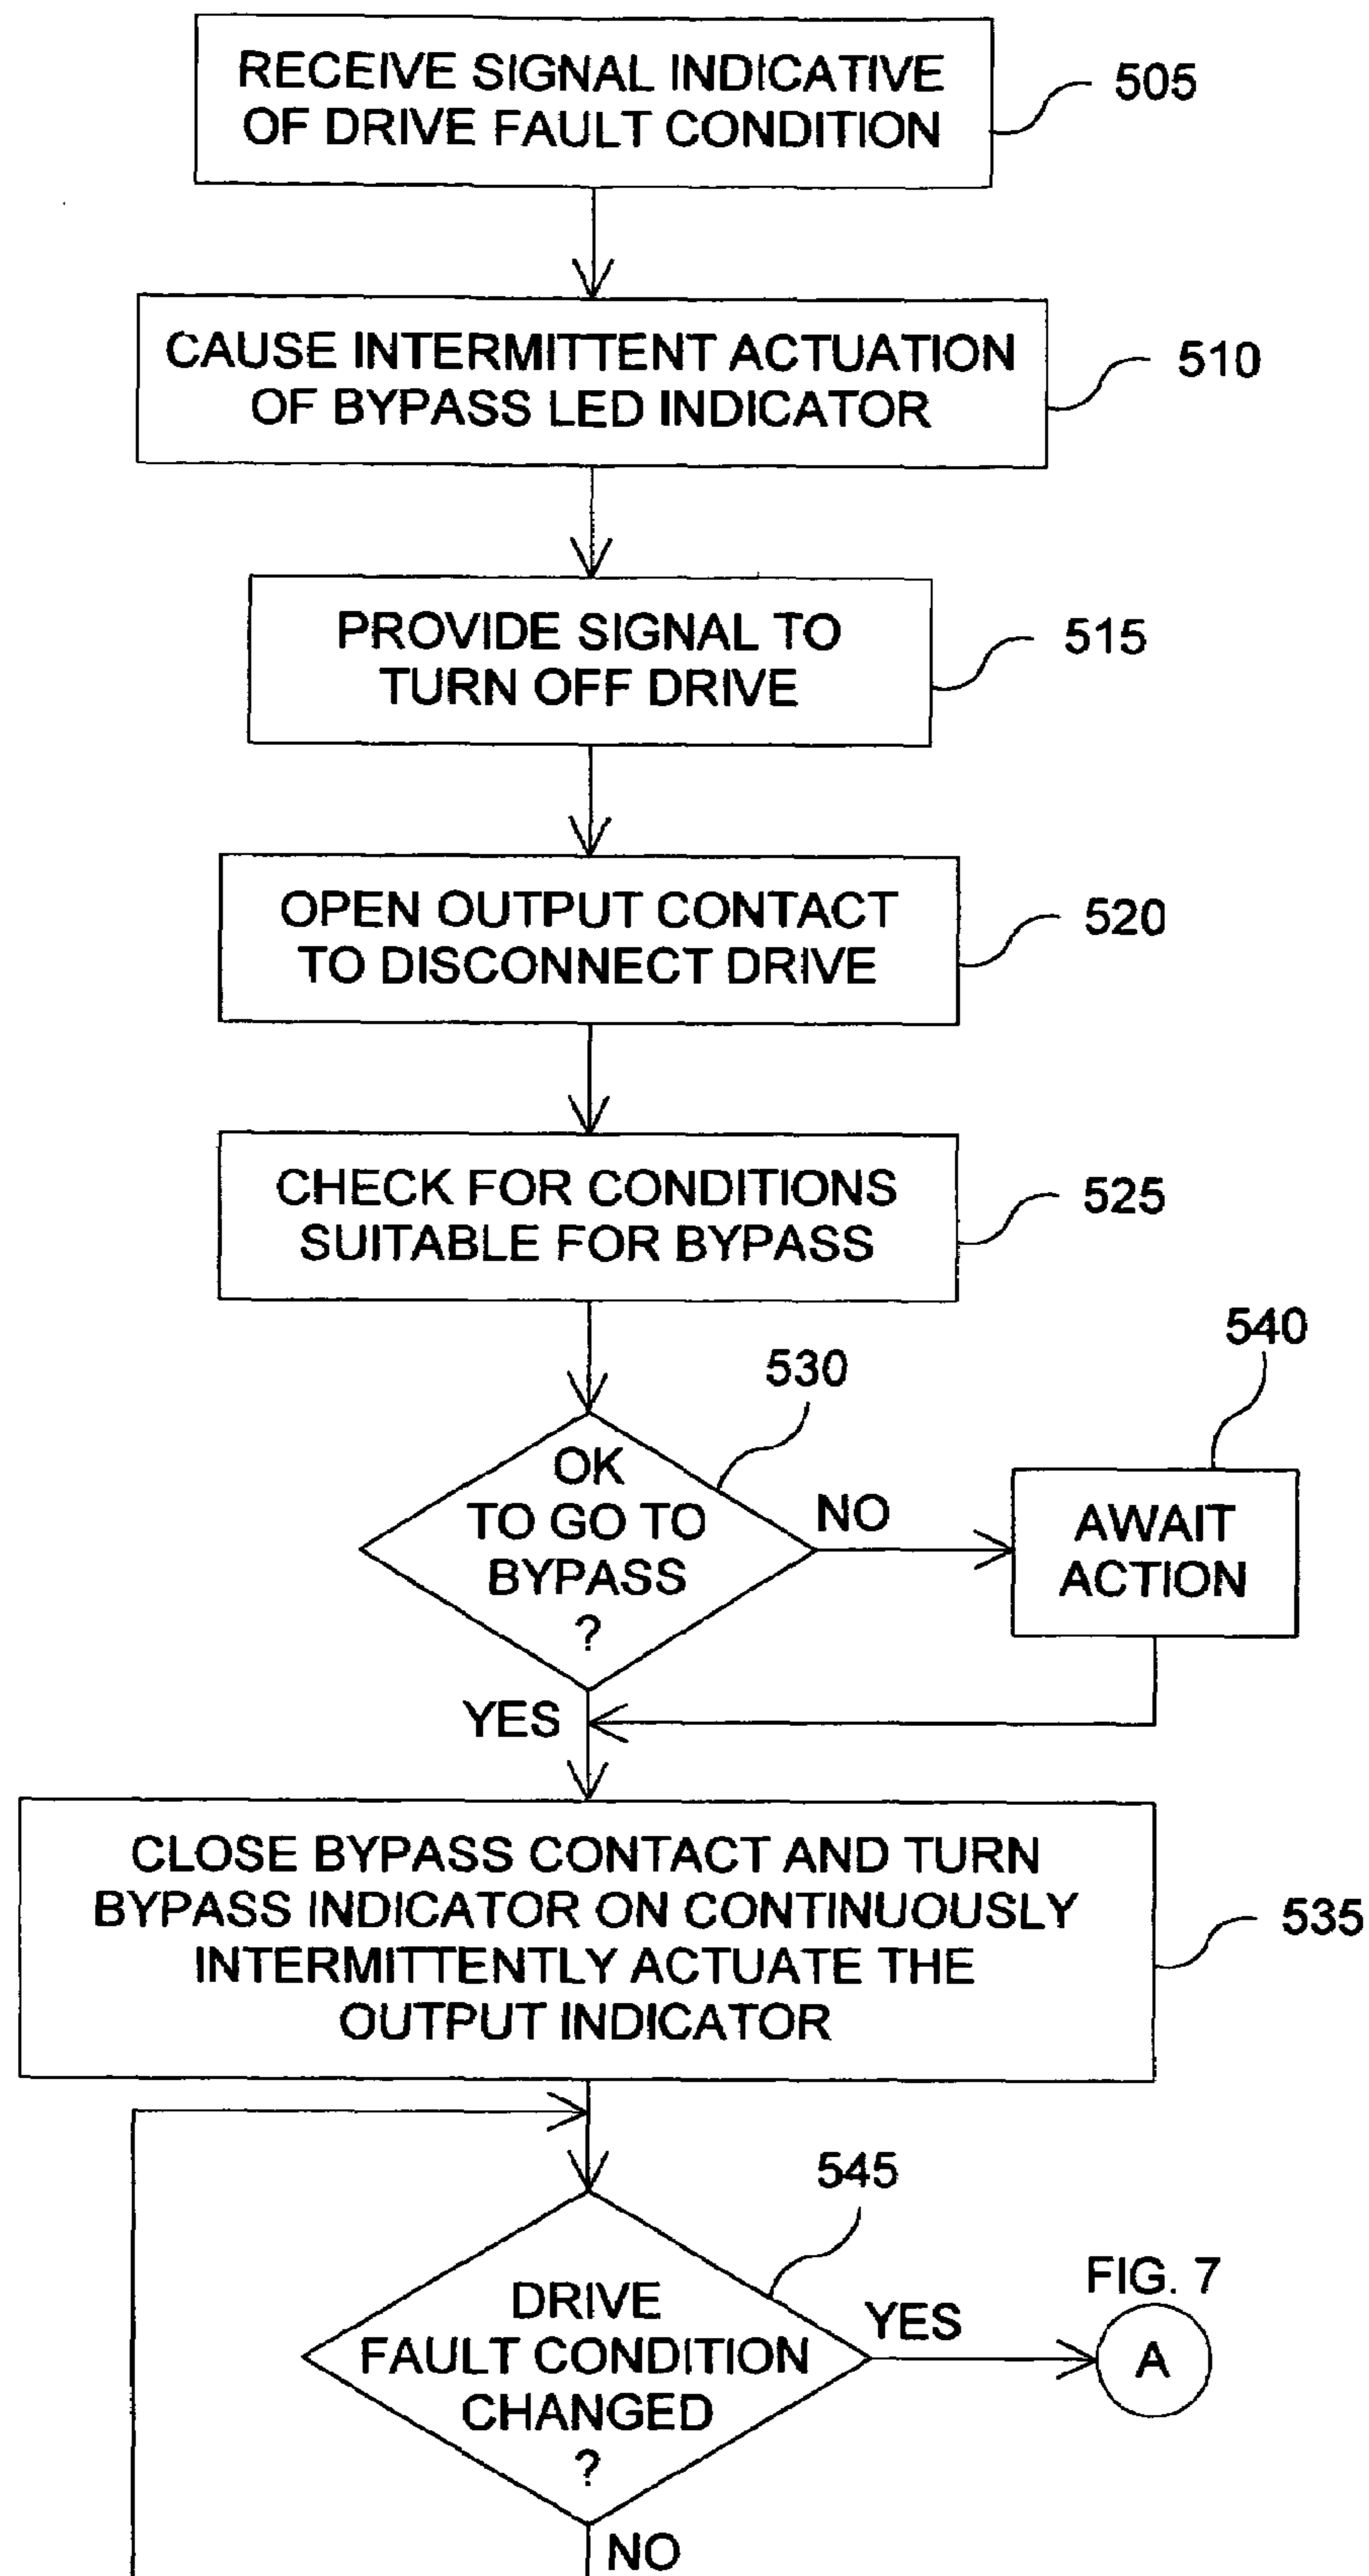 RECEIVE SIGNAL INDICATIVE
OF DRIVE FAULT CONDITION
505
CAUSE INTERMITTENT ACTUATION
OF BYPASS LED INDICATOR
510
PROVIDE SIGNAL TO
TURN OFF DRIVE
515
OPEN OUTPUT CONTACT
TO DISCONNECT DRIVE
520
CHECK FOR CONDITIONS
SUITABLE FOR BYPASS
525
530
OK
TO GO TO
BYPASS
?
NO
540
AWAIT
ACTION
YES
CLOSE BYPASS CONTACT AND TURN
BYPASS INDICATOR ON CONTINUOUSLY
INTERMITTENTLY ACTUATE THE
OUTPUT INDICATOR
535
545
DRIVE
FAULT CONDITION
CHANGED
?
YES
FIG. 7
A
NO